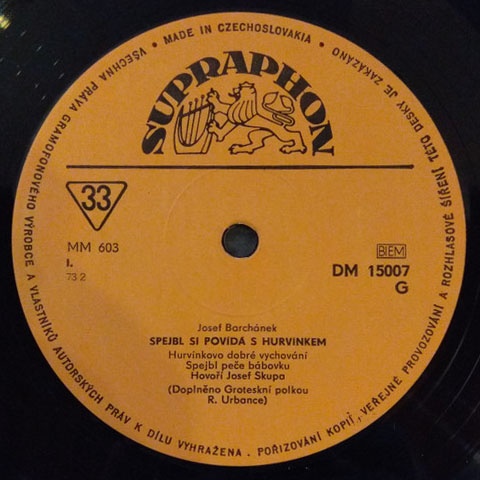 • MADE IN CZECHOSLOVAKIA •
VŠECHNA PRÁVA GRAMOFONOVÉHO VÝROBCE A VLASTNÍKŮ AUTORSKÝCH PRÁV K DÍLU VYHRAŽENA. POŘIZOVÁNÍ KOPIÍ, VEŘEJNÉ PROVOZOVÁNÍ A ROZHLASOVÉ ŠÍŘENÍ TÉTO DESKY JE ZAKÁZÁNO
SUPRAPHON
33
MM 603
I.
73 2
BIEM
DM 15007
G
Josef Barchánek
SPEJBL SI POVÍDÁ S HURVÍNKEM
Hurvínkovo dobré vychování
Spejbl peče bábovku
Hovoří Josef Skupa
(Doplněno Groteskní polkou
R. Urbance)